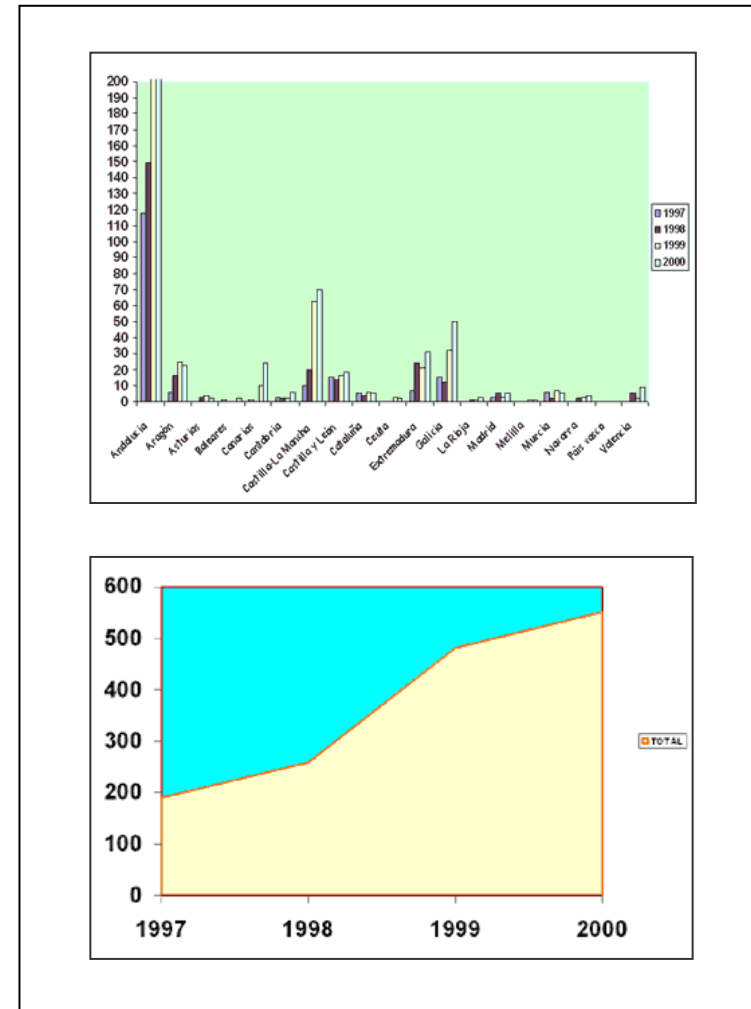 200
190
180
170
160
150
140
130
120
110
100
90
80
70
60
50
40
30
20
10
0
1997
1998
1999
2000
Andalucía
Aragón
Asturias
Baleares
Canarias
Cantabria
Castilla-La Mancha
Castilla y León
Cataluña
Ceuta
Extremadura
Galicia
La Rioja
Madrid
Melilla
Murcia
Navarra
País vasco
Valencia
600
500
400
300
200
100
0
TOTAL
1997 1998 1999 2000